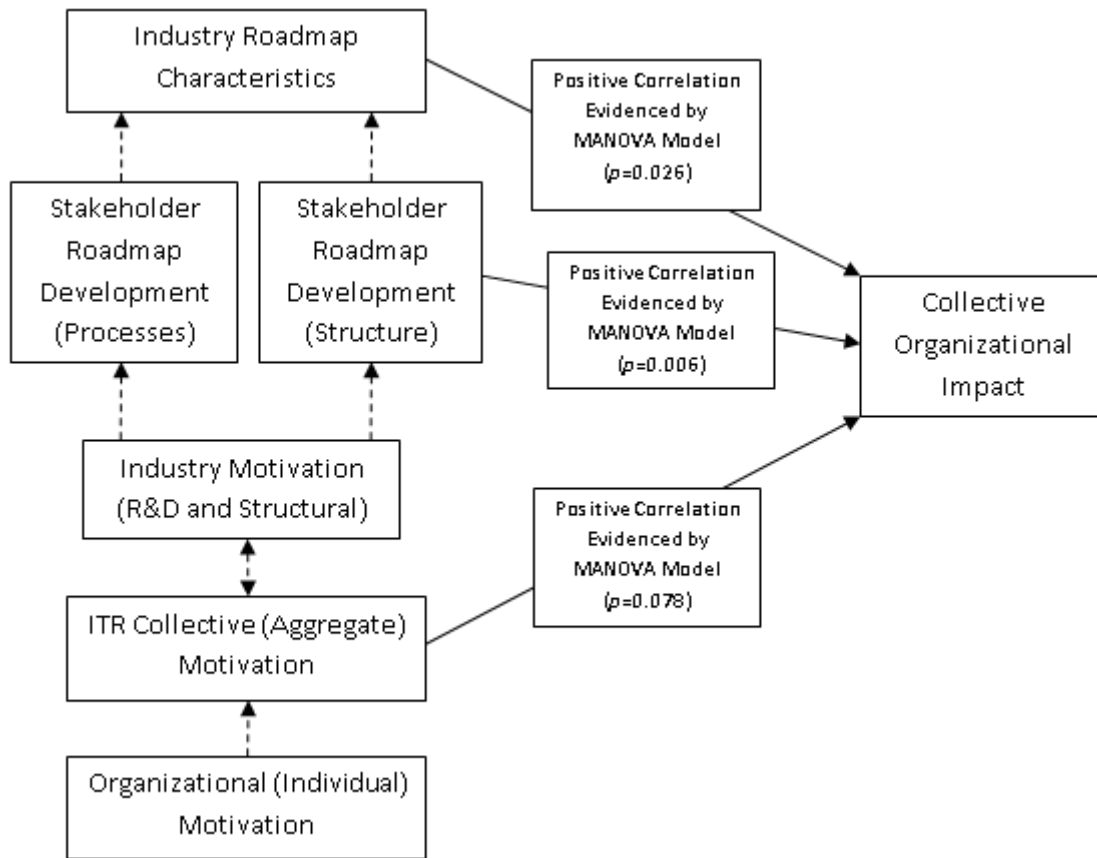 Industry Roadmap
Characteristics
Positive Correlation
Evidenced by
MANOVA Model
(p=0.026)
Stakeholder
Roadmap
Development
(Processes)
Stakeholder
Roadmap
Development
(Structure)
Positive Correlation
Evidenced by
MANOVA Model
(p=0.006)
Collective
Organizational
Impact
Industry Motivation
(R&D and Structural)
Positive Correlation
Evidenced by
MANOVA Model
(p=0.078)
ITR Collective (Aggregate)
Motivation
Organizational (Individual)
Motivation